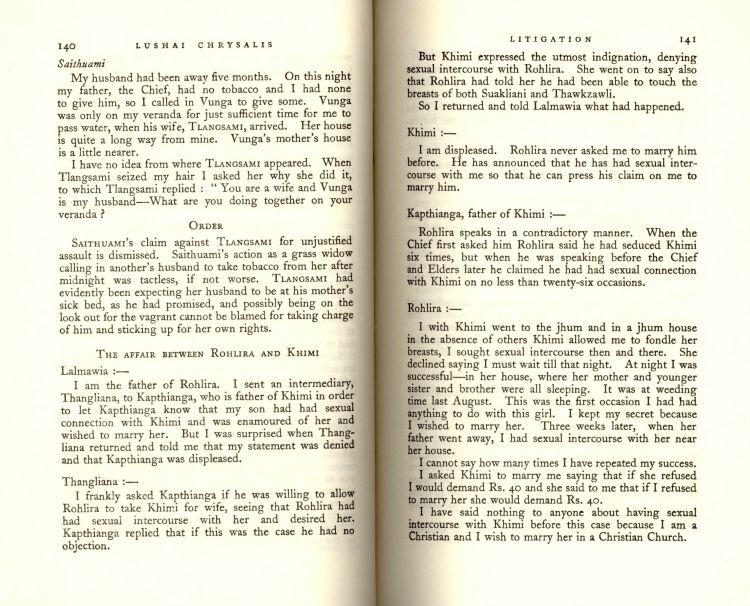 140 LUSHAI CHRYSALIS
Saithuami
My husband had been away five months. On this night
my father, the Chief, had no tobacco and I had none
to give him, so I called in Vunga to give some. Vunga
was only on my veranda for just sufficient time for me to
pass water, when his wife, TLANGSAMI, arrived. Her house
is quite a long way from mine. Vunga's mother's house
is a little nearer.
I have no idea from where TLANGSAMI appeared. When
Tlangsami seized my hair I asked her why she did it,
to which Tlangsami replied : " You are a wife and Vunga
is my husband—What are you doing together on your
veranda ?
ORDER
SAITHUAMI'S claim against TLANGSAMI for unjustified
assault is dismissed. Saithuami's action as a grass widow
calling in another's husband to take tobacco from her after
midnight was tactless, if not worse. TLANGSAMI had
evidently been expecting her husband to be at his mother's
sick bed, as he had promised, and possibly being on the
look out for the vagrant cannot be blamed for taking charge
of him and sticking up for her own rights.
THE AFFAIR BETWEEN ROHLIRA AND KHIMI
Lalmawia :—
I am the father of Rohlira. I sent an intermediary,
Thangliana, to Kapthianga, who is father of Khimi in order
to let Kapthianga know that my son had had sexual
connection with Khimi and was enamoured of her and
wished to marry her. But I was surprised when Thang-
liana returned and told me that my statement was denied
and that Kapthianga was displeased.
Thangliana :—
I frankly asked Kapthianga if he was willing to allow
Rohlira to take Khimi for wife, seeing that Rohlira had
had sexual intercourse with her and desired her.
Kapthianga replied that if this was the case he had no
objection.
LITIGATION 141
But Khimi expressed the utmost indignation, denying
sexual intercourse with Rohlira. She went on to say also
that Rohlira had told her he had been able to touch the
breasts of both Suakliani and Thawkzawli.
So I returned and told Lalmawia what had happened.
Khimi :—
I am displeased. Rohlira never asked me to marry him
before. He has announced that he has had sexual inter-
course with me so that he can press his claim on me to
marry him.
Kapthianga, father of Khimi :—
Rohlira speaks in a contradictory manner. When the
Chief first asked him Rohlira said he had seduced Khimi
six times, but when he was speaking before the Chief
and Elders later he claimed he had had sexual connection
with Khimi on no less than twenty-six occasions.
Rohlira :—
I with Khimi went to the jhum and in a jhum house
in the absence of others Khimi allowed me to fondle her
breasts, I sought sexual intercourse then and there. She
declined saying I must wait till that night. At night I was
successful—in her house, where her mother and younger
sister and brother were all sleeping. It was at weeding
time last August. This was the first occasion I had had
anything to do with this girl. I kept my secret because
I wished to marry her. Three weeks later, when her
father went away, I had sexual intercourse with her near
her house.
I cannot say how many times I have repeated my success.
I asked Khimi to marry me saying that if she refused
I would demand Rs. 40 and she said to me that if I refused
to marry her she would demand Rs. 40.
I have said nothing to anyone about having sexual
intercourse with Khimi before this case because I am a
Christian and I wish to marry her in a Christian Church.